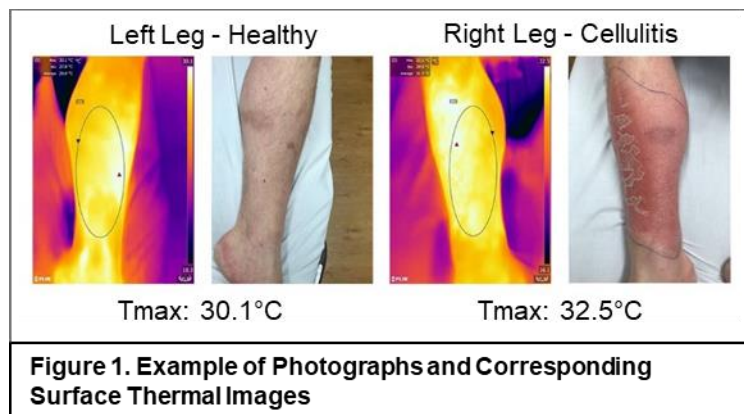 Left Leg - Healthy
Right Leg - Cellulitis
Tmax: 30.1°C
Tmax: 32.5°C
Figure 1. Example of Photographs and Corresponding
Surface Thermal Images